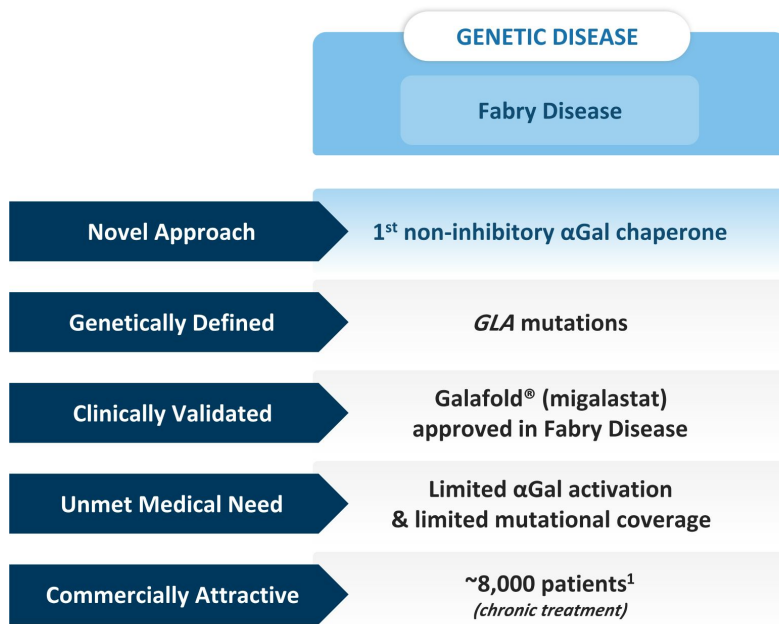 GENETIC DISEASE
Fabry Disease
Novel Approach
1st non-inhibitory αGal chaperone
Genetically Defined
GLA mutations
Clinically Validated
Galafold® (migalastat)
approved in Fabry Disease
Unmet Medical Need
Limited αGal activation
& limited mutational coverage
Commercially Attractive
~8,000 patients1
(chronic treatment)